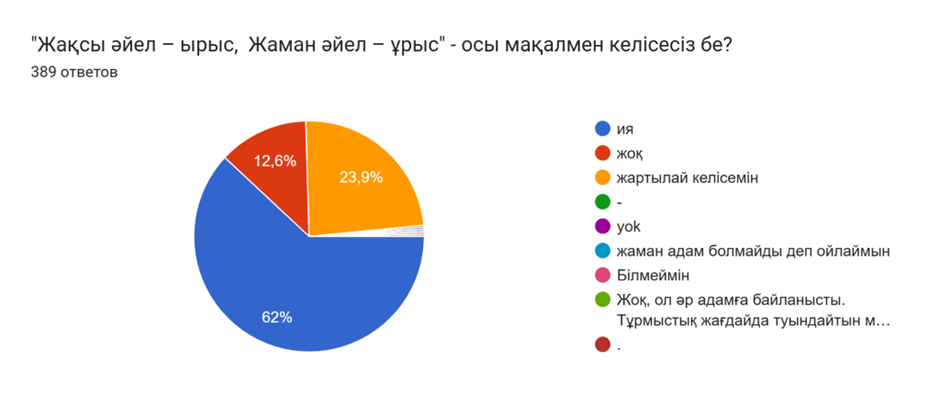 "Жақсы әйел – ырыс,  Жаман әйел – ұрыс" - осы мақалмен келісесіз бе?
389 ответов
12,6%
23,9%
62%
ия
жоқ
жартылай келісемін
-
yok
жаман адам болмайды деп ойлаймын
Білмеймін
Жоқ, ол әр адамға байланысты.
Тұрмыстық жағдайда туындайтын м…
.